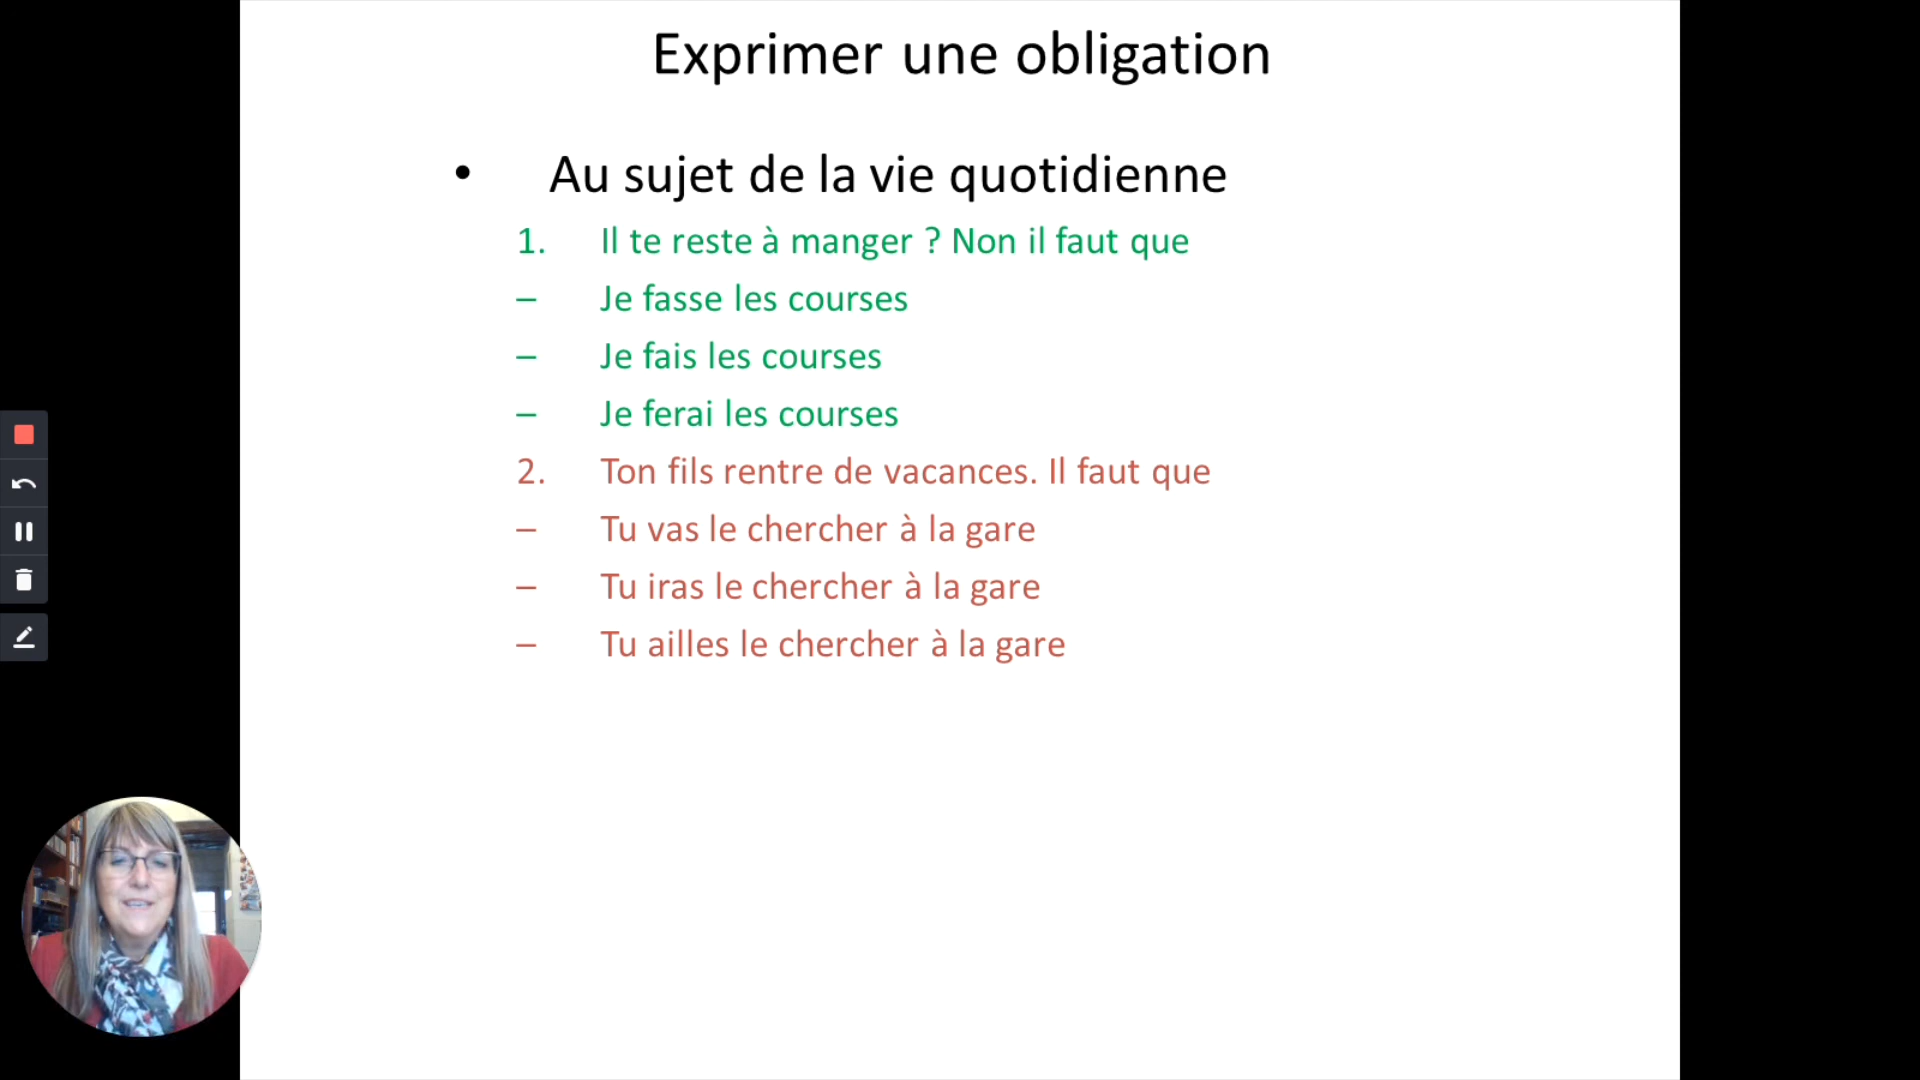 Exprimer une obligation
• Au sujet de la vie quotidienne
1. Il te reste à manger ? Non il faut que
– Je fasse les courses
– Je fais les courses
– Je ferai les courses
2. Ton fils rentre de vacances. Il faut que
– Tu vas le chercher à la gare
– Tu iras le chercher à la gare
– Tu ailles le chercher à la gare